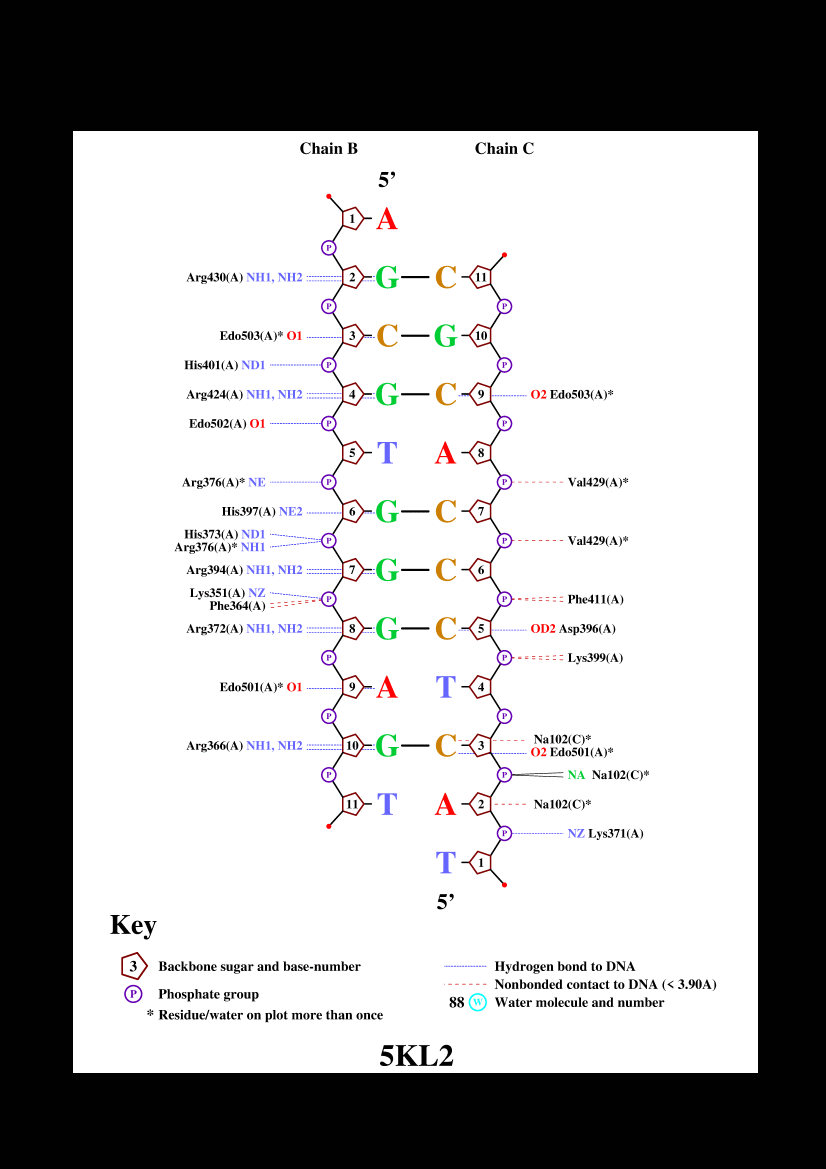 Chain B Chain C
5’
1 A
P
Arg430(A) NH1, NH2 2 G C 11
P P
Edo503(A)* O1 3 C G 10
His401(A) ND1 P P
Arg424(A) NH1, NH2 4 G C 9 O2 Edo503(A)*
Edo502(A) O1 P P
5 T A 8
Arg376(A)* NE P P Val429(A)*
His397(A) NE2 6 G C 7
His373(A) ND1
P P Val429(A)*
Arg376(A)* NH1
Arg394(A) NH1, NH2 7 G C 6
Lys351(A) NZ
P P Phe411(A)
Phe364(A)
Arg372(A) NH1, NH2 8 G C 5 OD2 Asp396(A)
P P Lys399(A)
Edo501(A)* O1 9 A T 4
P P
Na102(C)*
Arg366(A) NH1, NH2 10 G C 3
O2 Edo501(A)*
P P NA Na102(C)*
11 T A 2 Na102(C)*
P NZ Lys371(A)
T 1
5’
Key
3 Backbone sugar and base-number
P Phosphate group
* Residue/water on plot more than once
Hydrogen bond to DNA
Nonbonded contact to DNA (< 3.90A)
88 W Water molecule and number
5KL2